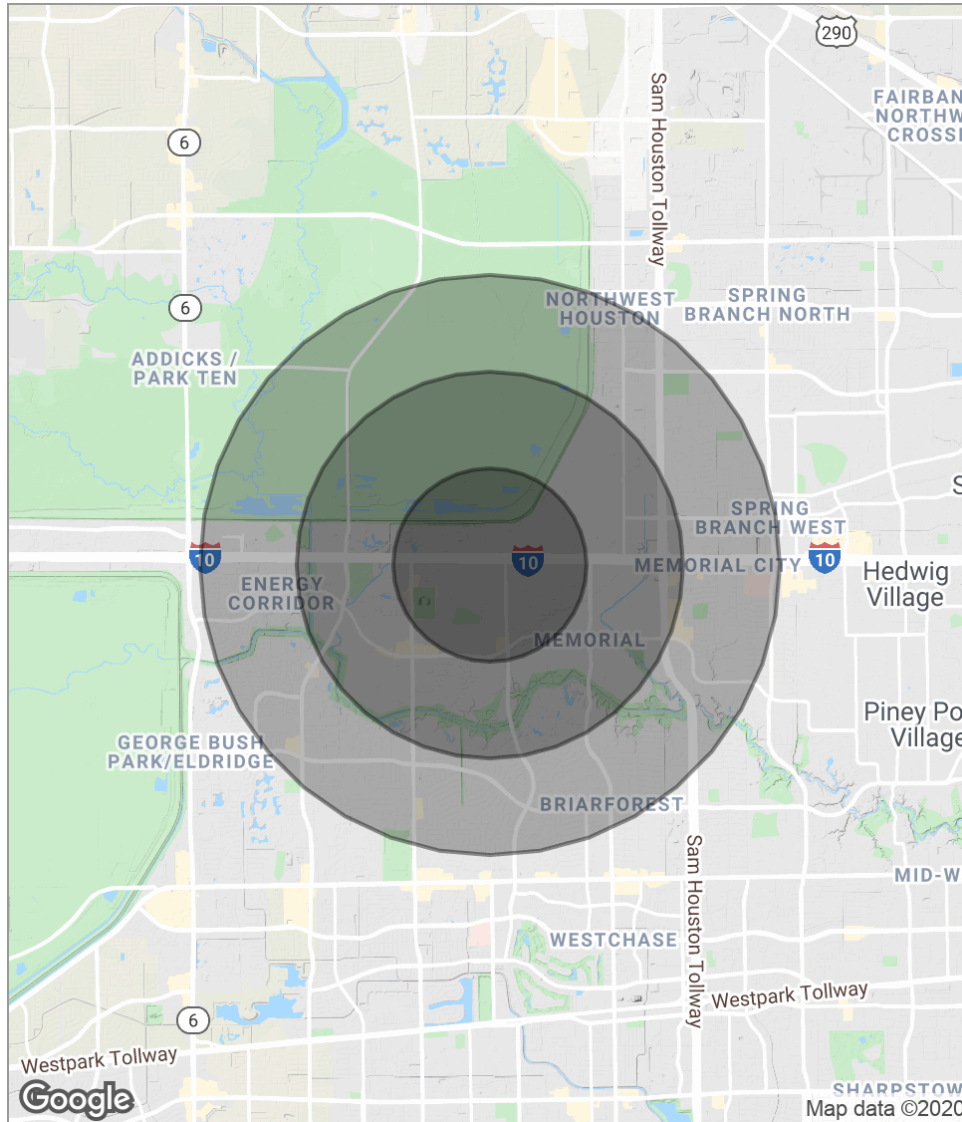 290
FAIRBAN
NORTHW
CROSSI
Sam Houston Tollway
6
6
NORTHWEST
HOUSTON
SPRING
BRANCH NORTH
ADDICKS /
PARK TEN
SPRING
BRANCH WEST
S
10
10
10
MEMORIAL CITY
ENERGY
CORRIDOR
Hedwig
Village
MEMORIAL
Piney Po
Village
GEORGE BUSH
PARK/ELDRIDGE
BRIARFOREST
Sam Houston Tollway
MID-W
WESTCHASE
Westpark Tollway
6
Westpark Tollway
SHARPSTOW
Google
Map data ©2020